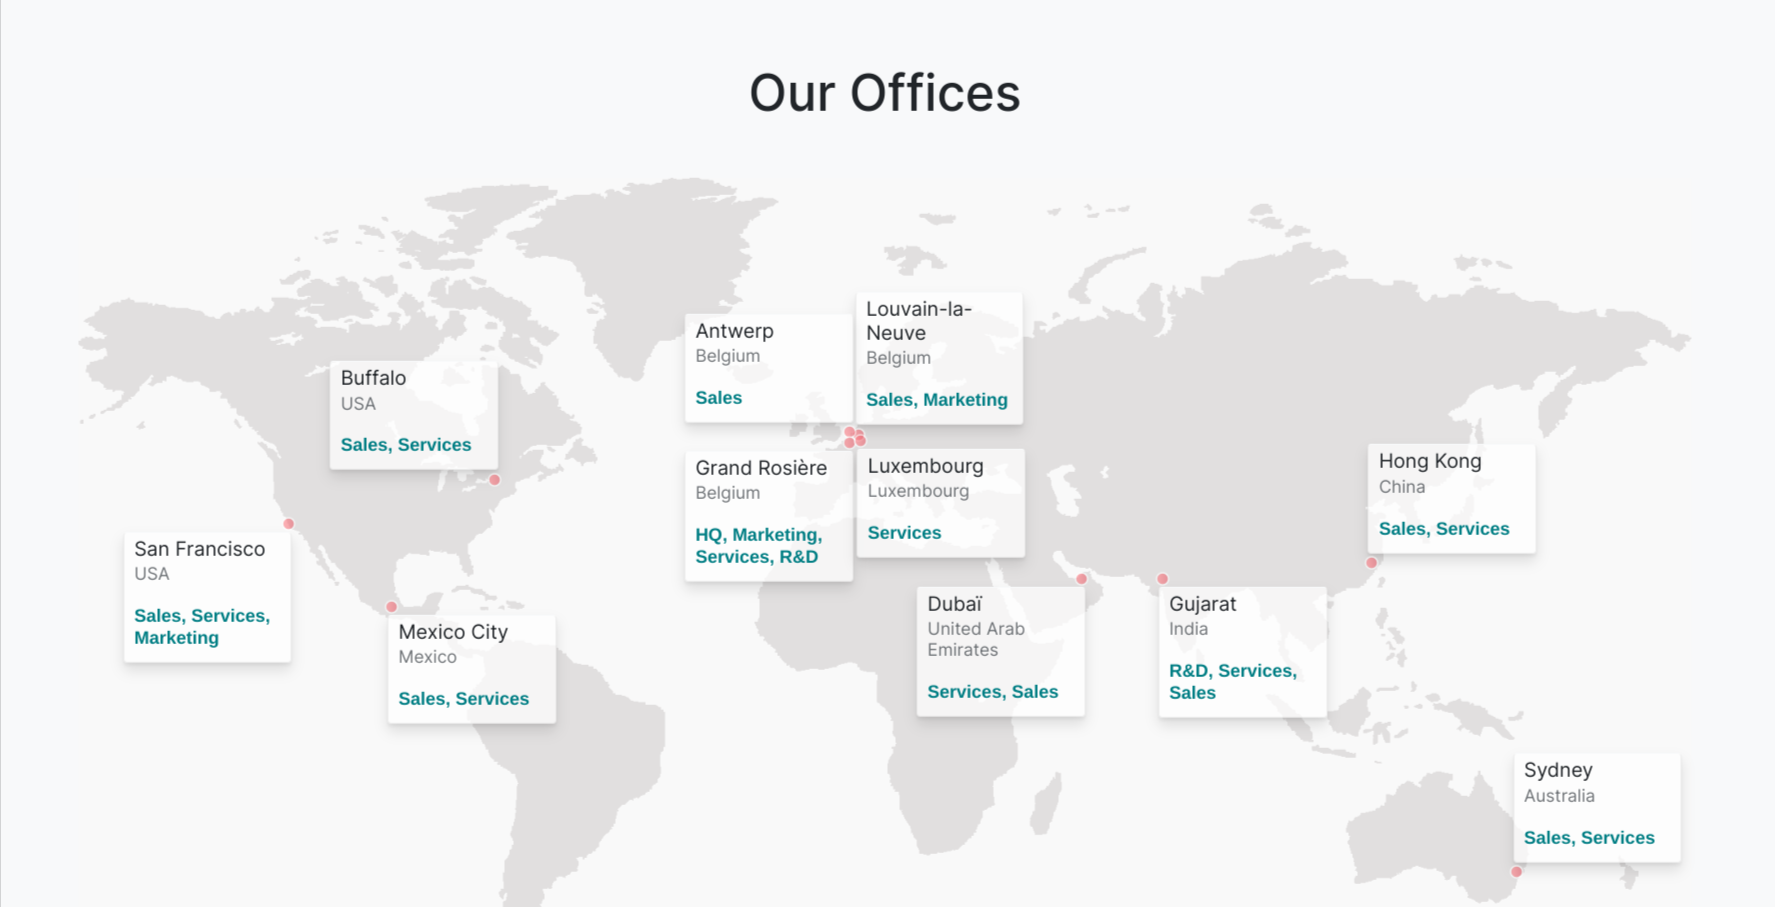 Our Offices
Louvain-la-
Neuve
Belgium
Sales, Marketing
Antwerp
Belgium
Sales
Buffalo
USA
Sales, Services
Grand Rosière
Belgium
HQ, Marketing,
Services, R&D
Luxembourg
Luxembourg
Services
Hong Kong
China
Sales, Services
San Francisco
USA
Sales, Services,
Marketing
Mexico City
Mexico
Sales, Services
Dubaï
United Arab
Emirates
Services, Sales
Gujarat
India
R&D, Services,
Sales
Sydney
Australia
Sales, Services